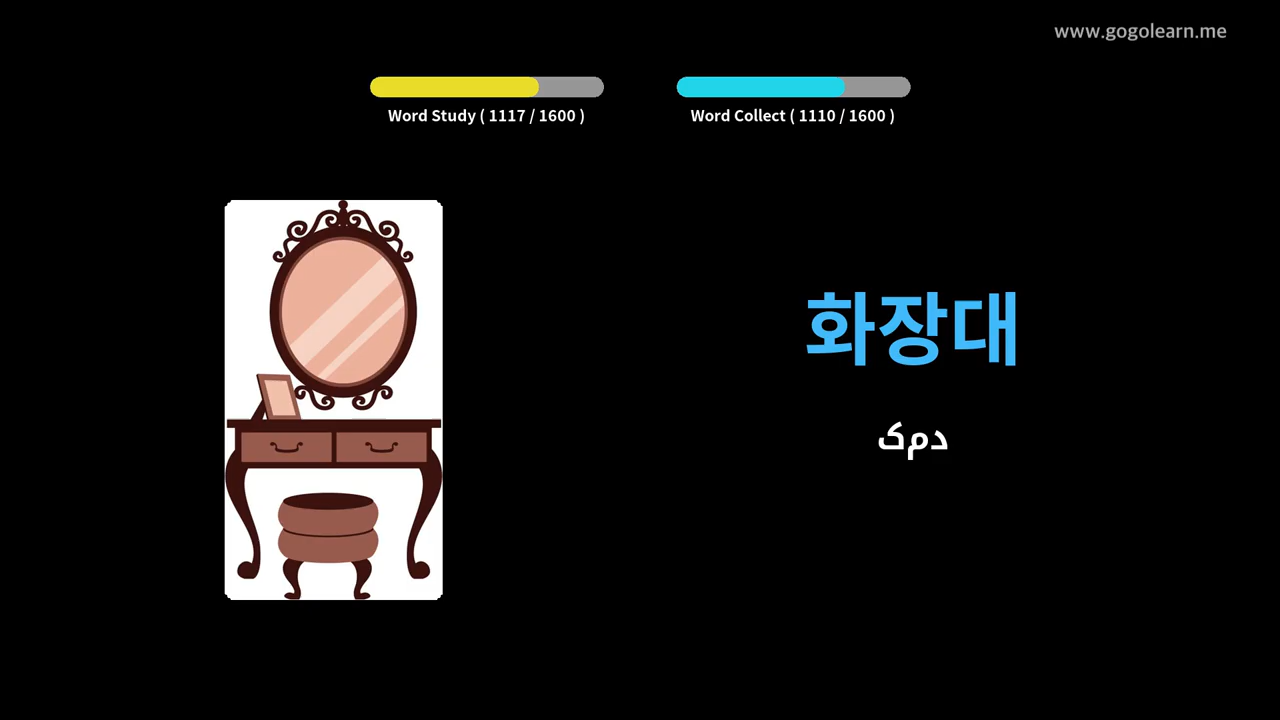 www.gogolearn.me
Word Study ( 1117 / 1600 )
Word Collect ( 1110 / 1600 )
화장대
دمک